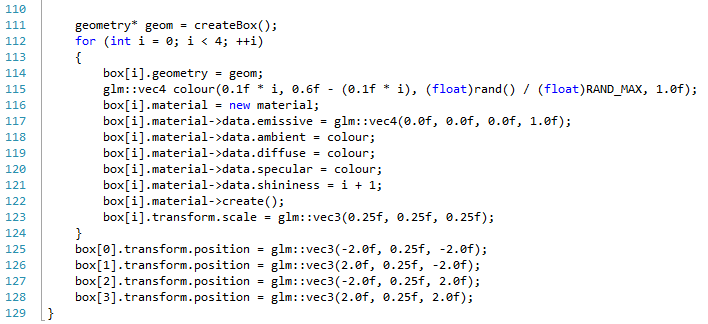 110
111 geometry* geom = createBox();
112 for (int i = 0; i < 4; ++i)
113 {
114 box[i].geometry = geom;
115 glm::vec4 colour(0.1f * i, 0.6f - (0.1f * i), (float)rand() / (float)RAND_MAX, 1.0f);
116 box[i].material = new material;
117 box[i].material->data.emissive = glm::vec4(0.0f, 0.0f, 0.0f, 1.0f);
118 box[i].material->data.ambient = colour;
119 box[i].material->data.diffuse = colour;
120 box[i].material->data.specular = colour;
121 box[i].material->data.shininess = i + 1;
122 box[i].material->create();
123 box[i].transform.scale = glm::vec3(0.25f, 0.25f, 0.25f);
124 }
125 box[0].transform.position = glm::vec3(-2.0f, 0.25f, -2.0f);
126 box[1].transform.position = glm::vec3(2.0f, 0.25f, -2.0f);
127 box[2].transform.position = glm::vec3(-2.0f, 0.25f, 2.0f);
128 box[3].transform.position = glm::vec3(2.0f, 0.25f, 2.0f);
129 }